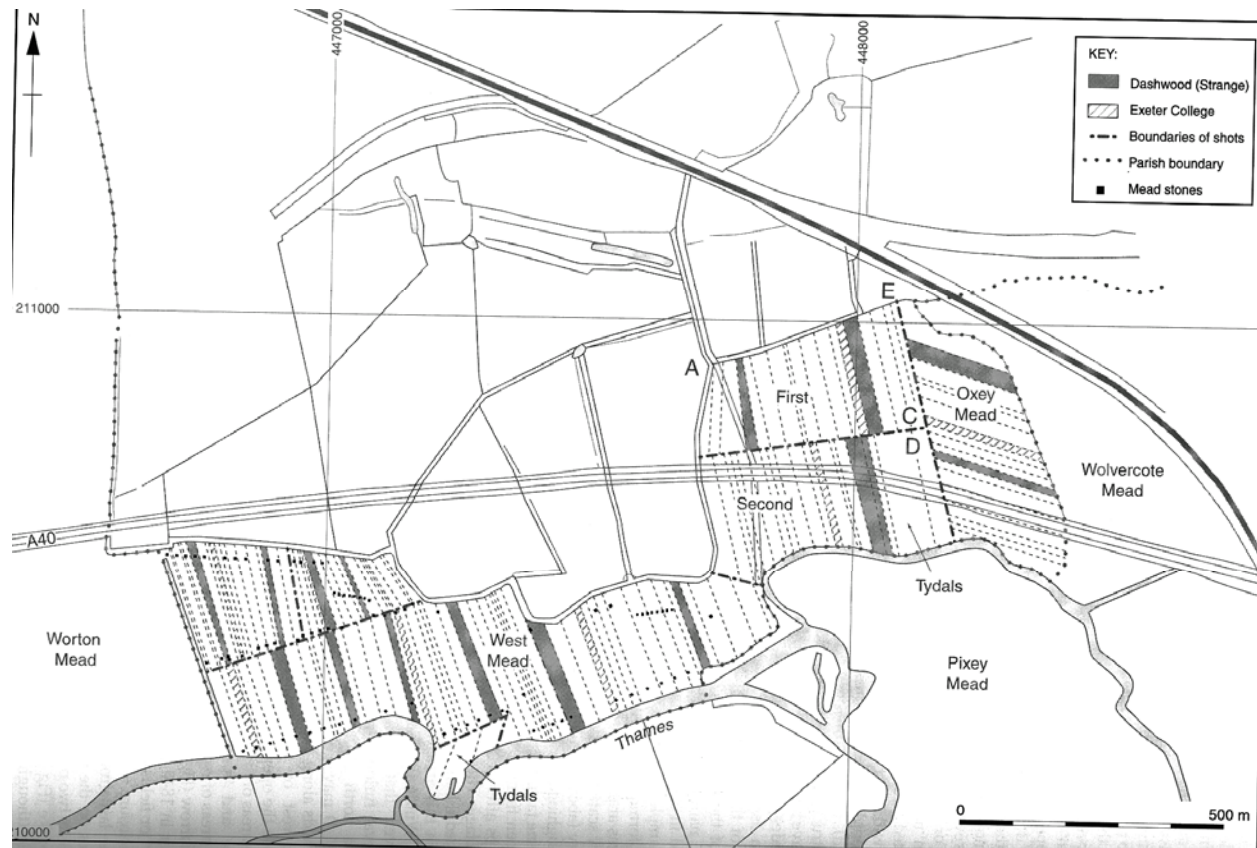 N
447000
448000
KEY:
Dashwood (Strange)
Exeter College
Boundaries of shots
Parish boundary
Mead stones
211000
E
A
First
C
D
Oxey
Mead
Wolvercote
Mead
Second
A40
Tydals
Worton
Mead
West
Mead
Pixey
Mead
Thames
Tydals
0
500 m
210000